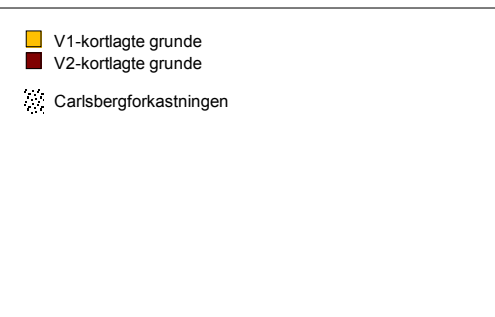 V1-kortlagte grunde
V2-kortlagte grunde
Carlsbergforkastningen